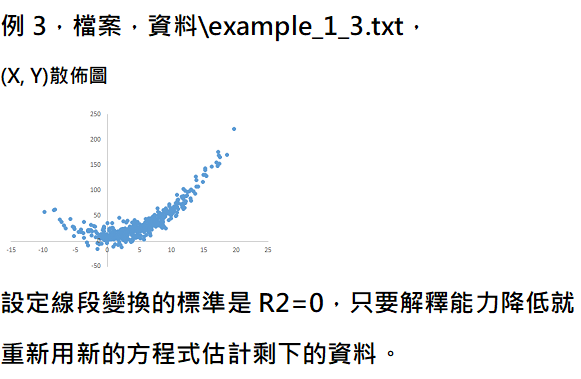 例 3，檔案，資料\example_1_3.txt，
(X, Y)散佈圖
250
200
150
100
50
0
-50
-15 -10 -5 0 5 10 15 20 25
設定線段變換的標準是 R2=0，只要解釋能力降低就
重新用新的方程式估計剩下的資料。